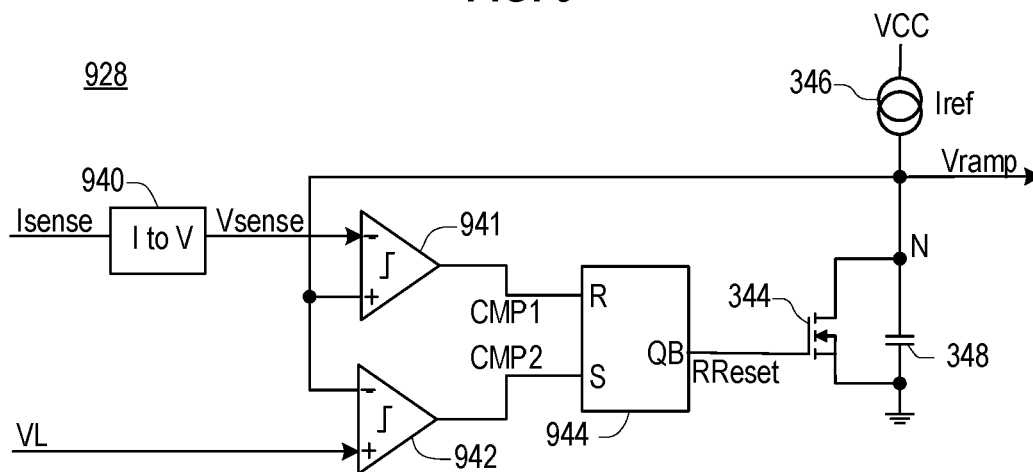 VCC
928
346
Iref
Vramp
940
Isense
I to V
Vsense
941
-
+
N
344
R
CMP1
CMP2
QB
348
S
RReset
-
VL
+
942
944